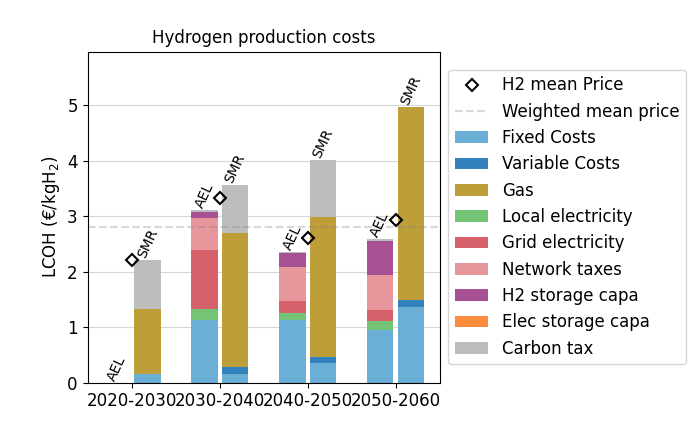 Hydrogen production costs
LCOH (€/kgH₂)
5
4
3
2
1
0
AEL
SMR
AEL
SMR
AEL
SMR
AEL
SMR
2020-2030
2030-2040
2040-2050
2050-2060
H2 mean Price
Weighted mean price
Fixed Costs
Variable Costs
Gas
Local electricity
Grid electricity
Network taxes
H2 storage capa
Elec storage capa
Carbon tax